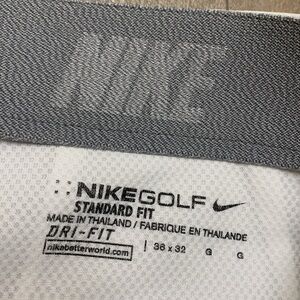 NIKE
NIKEGOLF
STANDARD FIT
MADE IN THAILAND / FABRIQUE EN THAILANDE
DRI-FIT
nikebetterworld.com | 36 x 32 G G